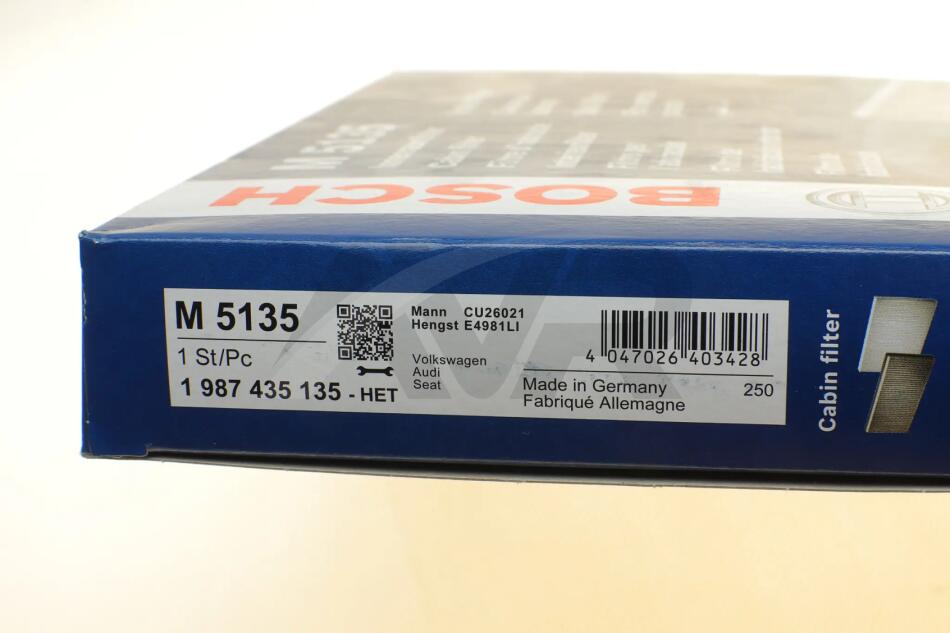 M 5135
BOSCH
M 5135
1 St/Pc
1 987 435 135 - HET
Mann CU26021
Hengst E4981LI
Volkswagen
Audi
Seat
4 047026 403428
Made in Germany 250
Fabriqué Allemagne
Cabin filter